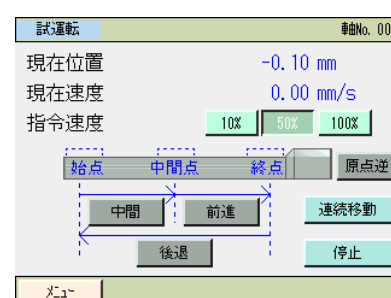 試運転 軸No. 00
現在位置 -0.10 mm
現在速度 0.00 mm/s
指令速度 10% 50% 100%
始点 中間点 終点 原点逆
中間 前進 連続移動
後退 停止
ﾒﾆｭｰ